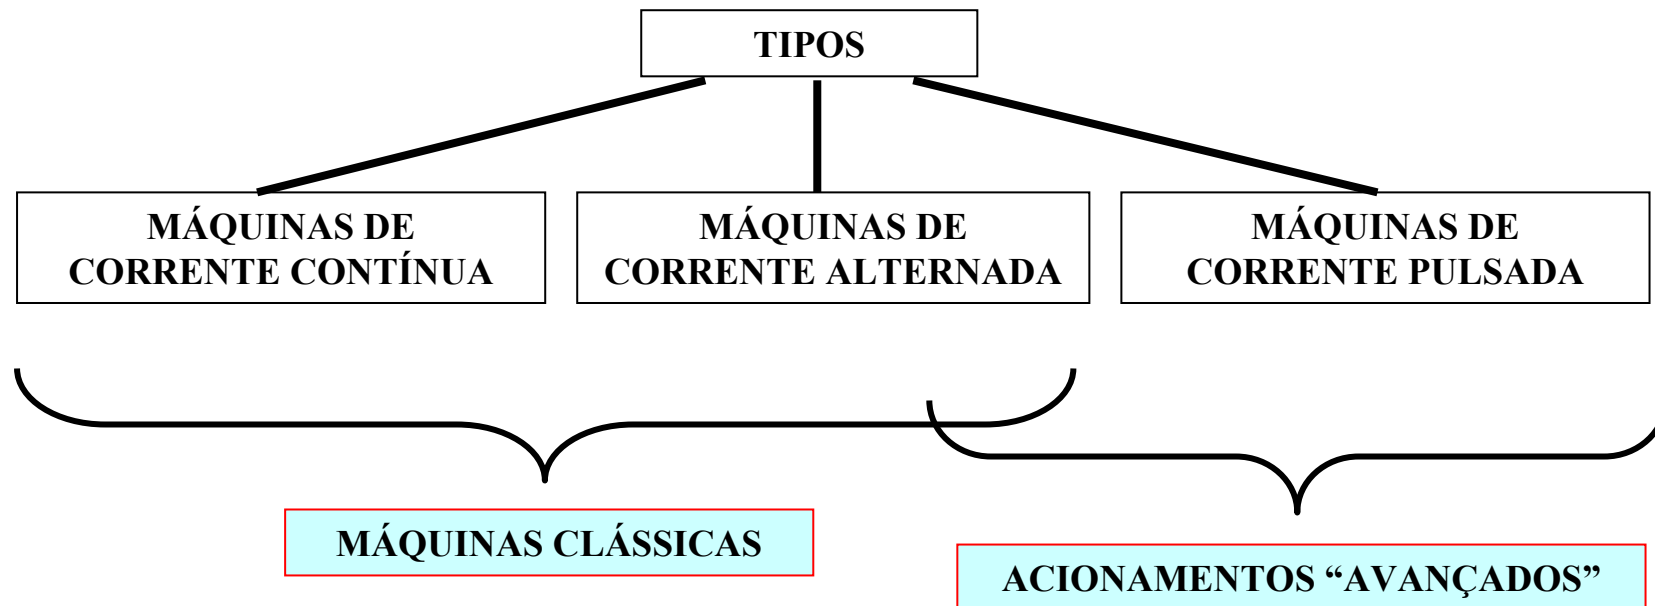 TIPOS
MÁQUINAS DE
CORRENTE CONTÍNUA
MÁQUINAS DE
CORRENTE ALTERNADA
MÁQUINAS DE
CORRENTE PULSADA
MÁQUINAS CLÁSSICAS
ACIONAMENTOS “AVANÇADOS”